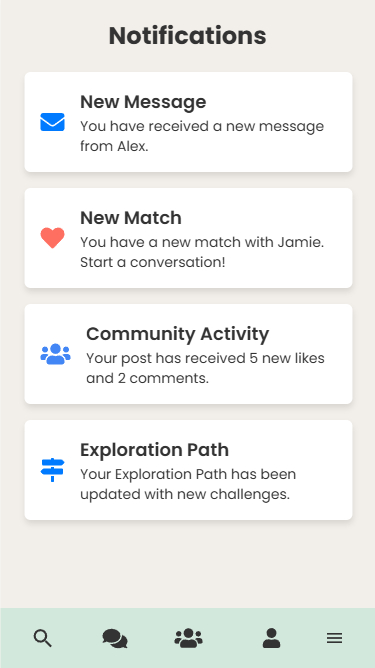 Notifications
New Message
You have received a new message
from Alex.
New Match
You have a new match with Jamie.
Start a conversation!
Community Activity
Your post has received 5 new likes
and 2 comments.
Exploration Path
Your Exploration Path has been
updated with new challenges.